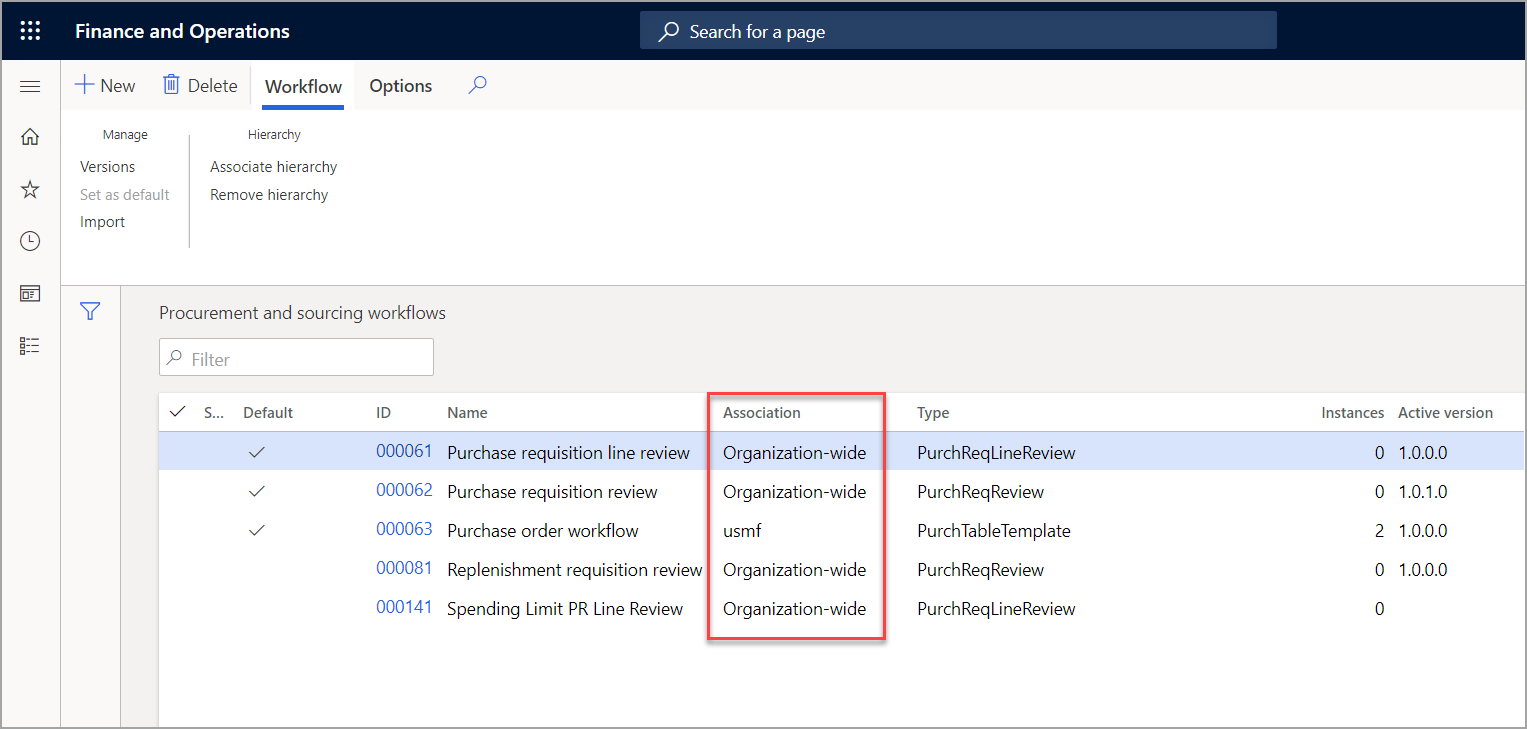 Finance and Operations
Search for a page
New Delete Workflow Options
Manage Hierarchy
Versions Associate hierarchy
Set as default Remove hierarchy
Import
Procurement and sourcing workflows
Filter
S... Default ID Name Association Type Instances Active version
000061 Purchase requisition line review Organization-wide PurchReqLineReview 0 1.0.0.0
000062 Purchase requisition review Organization-wide PurchReqReview 0 1.0.1.0
000063 Purchase order workflow usmf PurchTableTemplate 2 1.0.0.0
000081 Replenishment requisition review Organization-wide PurchReqReview 0 1.0.0.0
000141 Spending Limit PR Line Review Organization-wide PurchReqLineReview 0